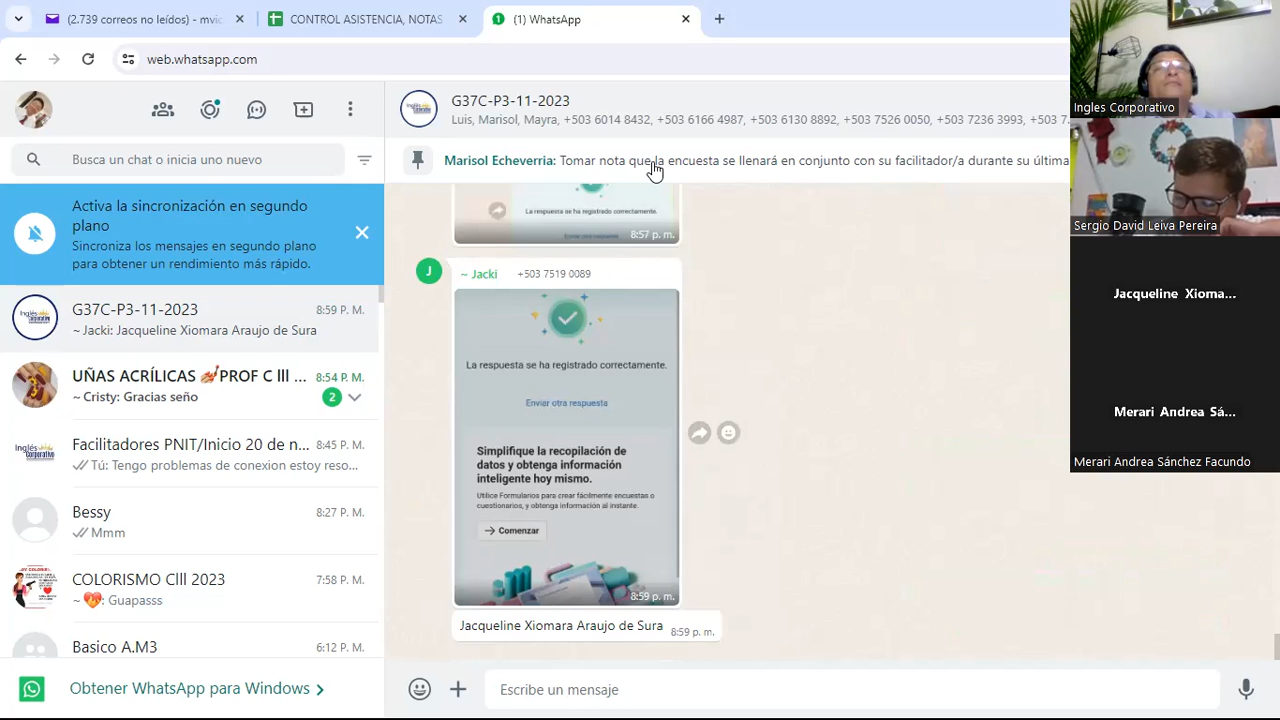 (2.739 correos no leídos) - mvic
CONTROL ASISTENCIA, NOTAS
(1) WhatsApp
web.whatsapp.com
Busca un chat o inicia uno nuevo
Activa la sincronización en segundo
plano
Sincroniza los mensajes en segundo plano
para obtener un rendimiento más rápido.
G37C-P3-11-2023
8:59 P. M.
~ Jacki: Jacqueline Xiomara Araujo de Sura
UÑAS ACRÍLICAS 💅PROF C lll ...
8:54 P. M.
~ Cristy: Gracias seño
2
Facilitadores PNIT/Inicio 20 de n...
8:45 P. M.
Tú: Tengo problemas de conexion estoy reso...
Bessy
8:27 P. M.
Mmm
COLORISMO Clll 2023
7:58 P. M.
~ ❤️: Guapasss
Basico A.M3
6:12 P. M.
Obtener WhatsApp para Windows
G37C-P3-11-2023
Luis, Marisol, Mayra, +503 6014 8432, +503 6166 4987, +503 6130 8892, +503 7526 0050, +503 7236 3993, +503 7
Marisol Echeverria: Tomar nota que la encuesta se llenará en conjunto con su facilitador/a durante su última
La respuesta se ha registrado correctamente.
8:57 p. m.
J
~ Jacki +503 7519 0089
La respuesta se ha registrado correctamente.
Enviar otra respuesta
Simplifique la recopilación de
datos y obtenga información
inteligente hoy mismo.
Utilice Formularios para crear fácilmente encuestas o
cuestionarios, y obtenga información al instante.
Comenzar
8:59 p. m.
Jacqueline Xiomara Araujo de Sura
8:59 p. m.
Escribe un mensaje
Ingles Corporativo
Sergio David Leiva Pereira
Jacqueline Xioma...
Merari Andrea Sá...
Merari Andrea Sánchez Facundo